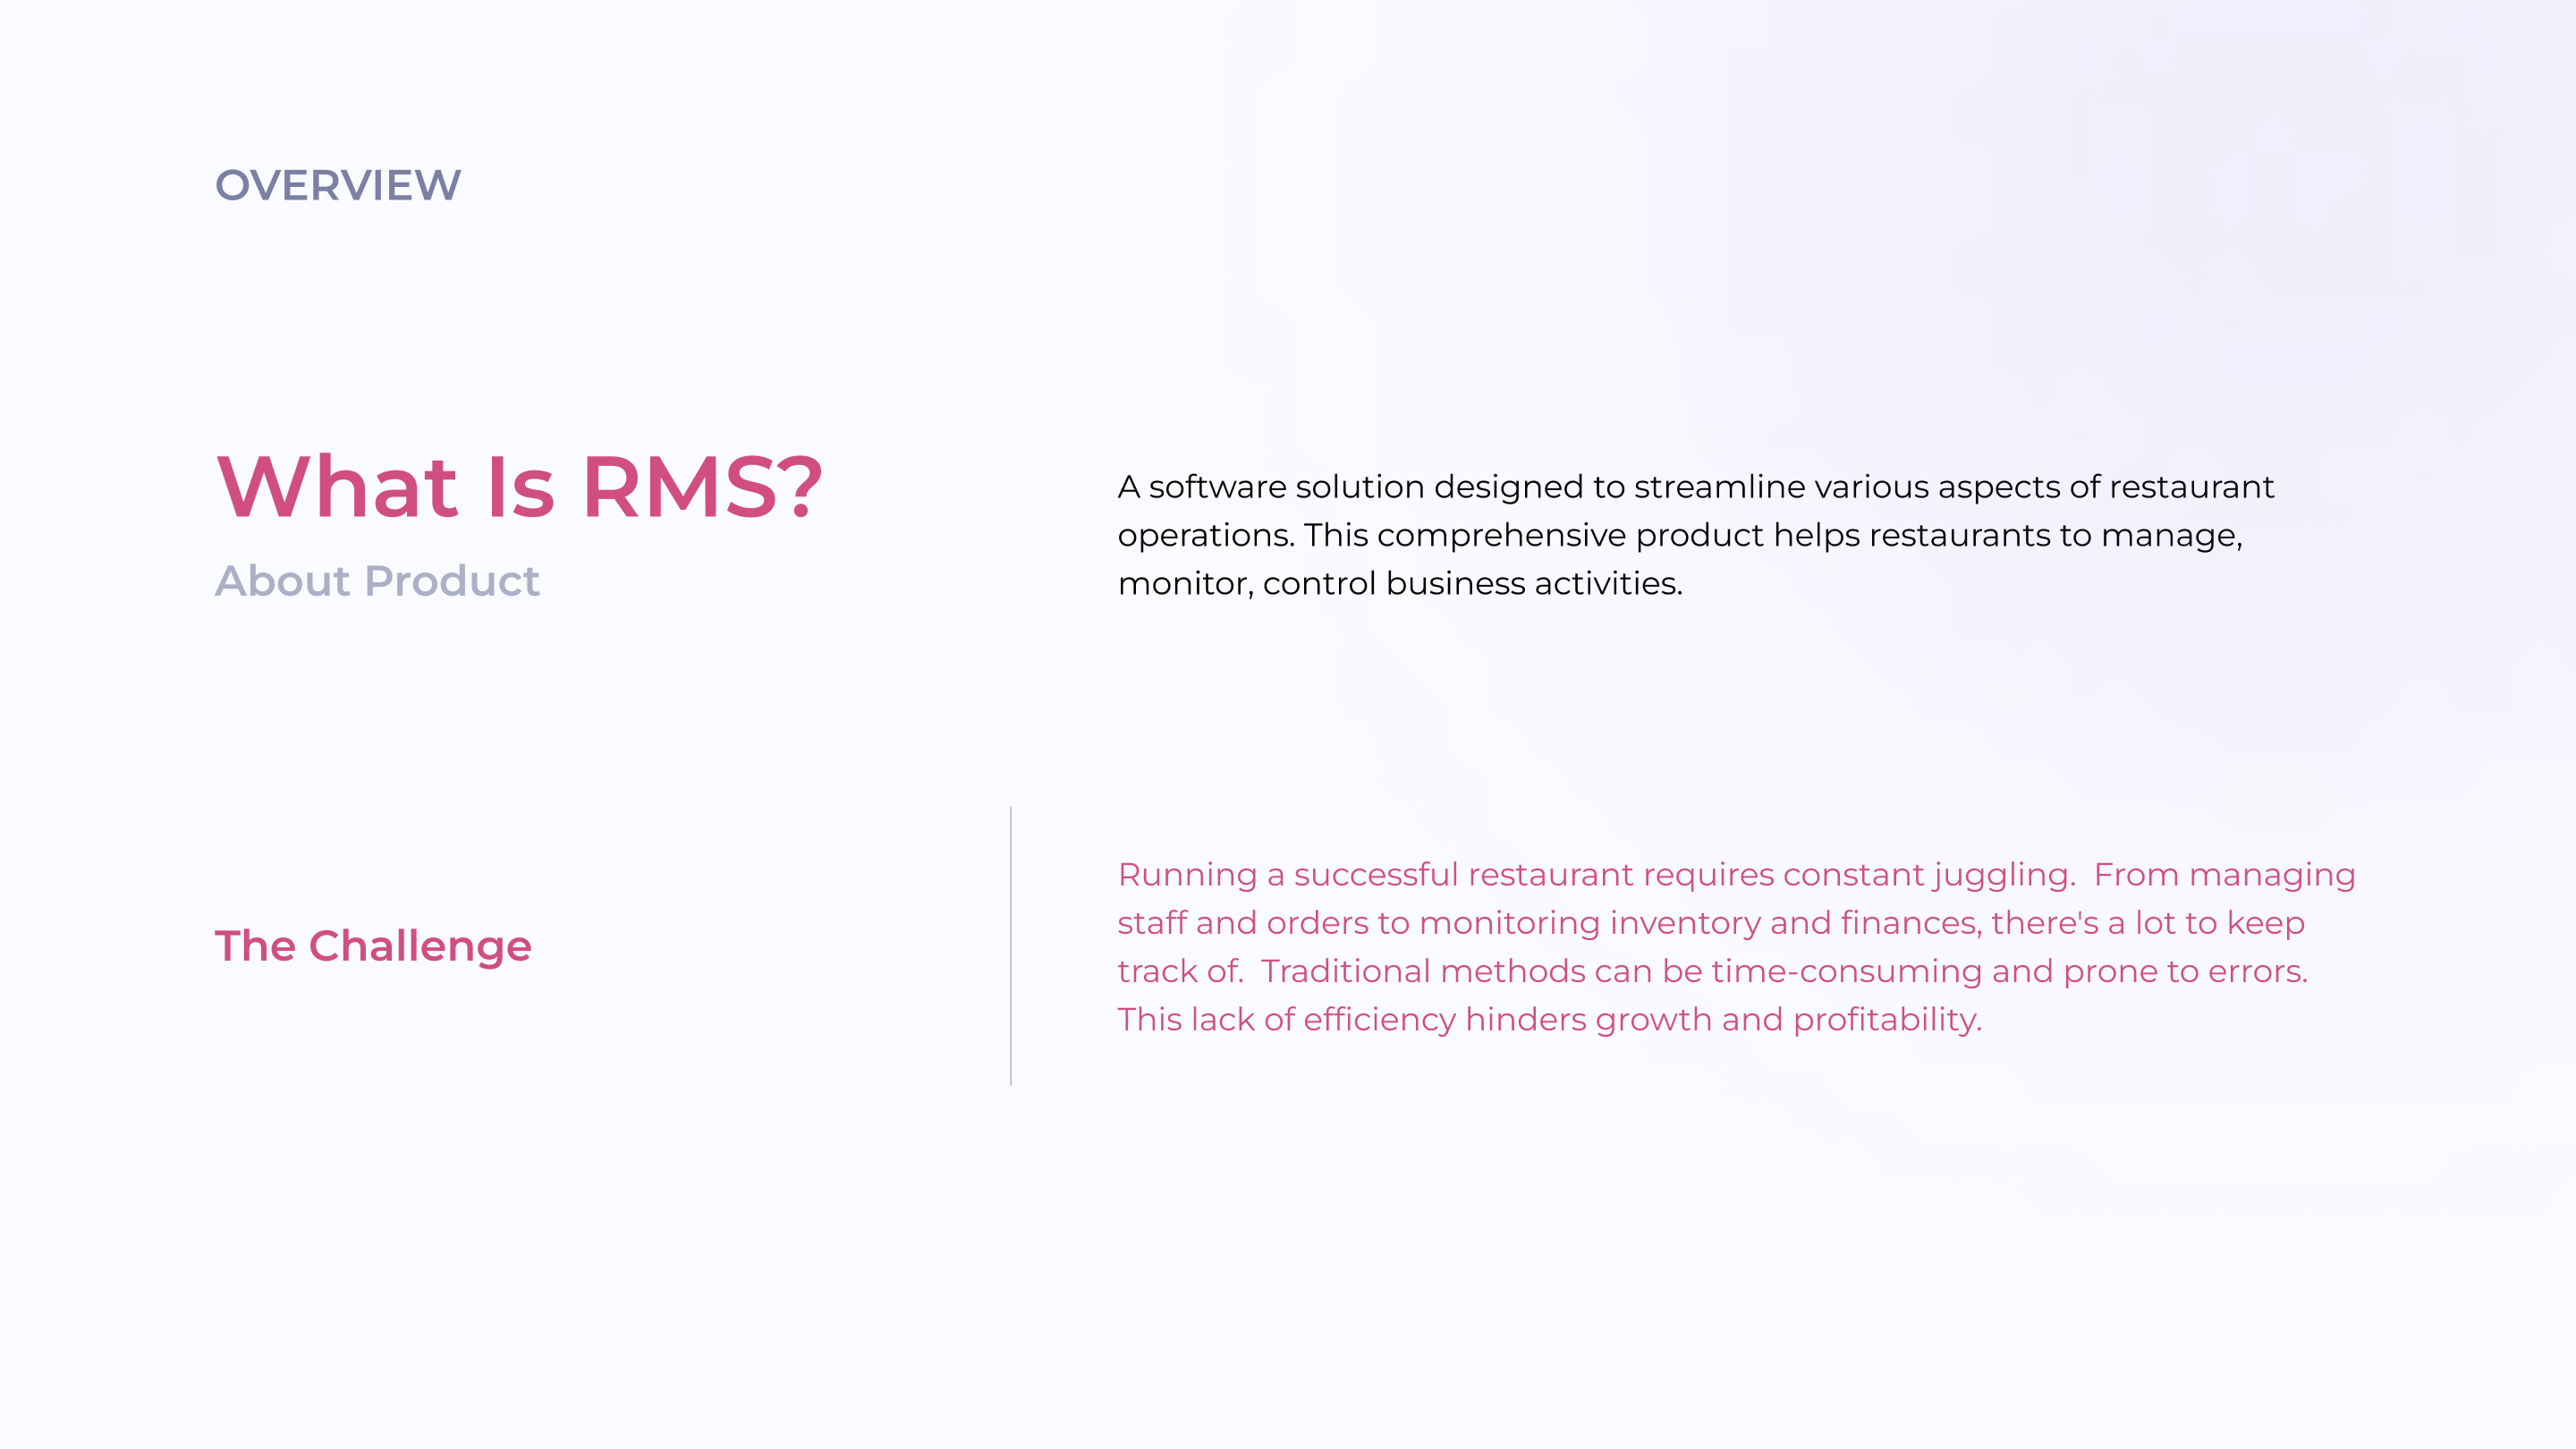 OVERVIEW
What Is RMS?
About Product
A software solution designed to streamline various aspects of restaurant
operations. This comprehensive product helps restaurants to manage,
monitor, control business activities.
The Challenge
Running a successful restaurant requires constant juggling.  From managing
staff and orders to monitoring inventory and finances, there's a lot to keep
track of.  Traditional methods can be time-consuming and prone to errors.
This lack of efficiency hinders growth and profitability.